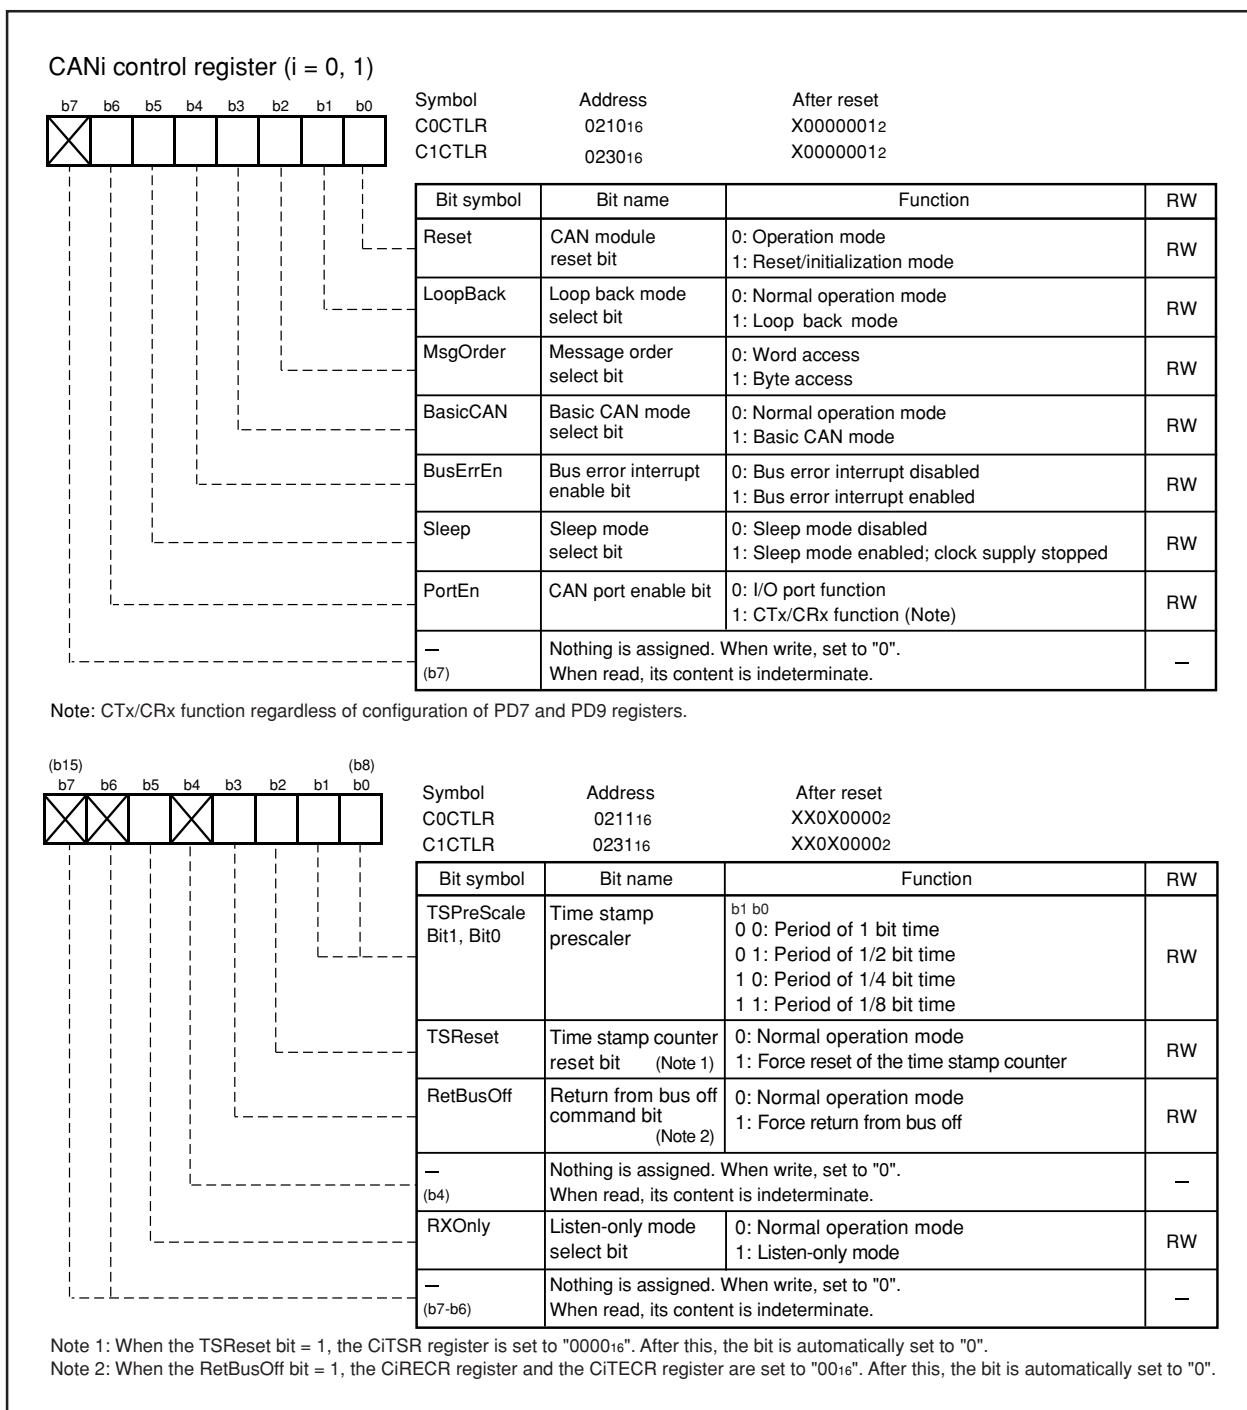 CANi control register (i = 0, 1)
b7 b6 b5 b4 b3 b2 b1 b0
Symbol Address After reset
C0CTLR 021016 X00000012
C1CTLR 023016 X00000012
Bit symbol Bit name Function RW
Reset CAN module 0: Operation mode
reset bit 1: Reset/initialization mode RW
LoopBack Loop back mode 0: Normal operation mode
select bit 1: Loop back mode RW
MsgOrder Message order 0: Word access
select bit 1: Byte access RW
BasicCAN Basic CAN mode 0: Normal operation mode
select bit 1: Basic CAN mode RW
BusErrEn Bus error interrupt 0: Bus error interrupt disabled
enable bit 1: Bus error interrupt enabled RW
Sleep Sleep mode 0: Sleep mode disabled
select bit 1: Sleep mode enabled; clock supply stopped RW
PortEn CAN port enable bit 0: I/O port function
1: CTx/CRx function (Note) RW
— Nothing is assigned. When write, set to "0".
(b7) When read, its content is indeterminate. —
Note: CTx/CRx function regardless of configuration of PD7 and PD9 registers.
(b15) (b8)
b7 b6 b5 b4 b3 b2 b1 b0
Symbol Address After reset
C0CTLR 021116 XX0X00002
C1CTLR 023116 XX0X00002
Bit symbol Bit name Function RW
TSPreScale Time stamp b1 b0
Bit1, Bit0 prescaler 0 0: Period of 1 bit time
0 1: Period of 1/2 bit time RW
1 0: Period of 1/4 bit time
1 1: Period of 1/8 bit time
TSReset Time stamp counter 0: Normal operation mode
reset bit (Note 1) 1: Force reset of the time stamp counter RW
RetBusOff Return from bus off 0: Normal operation mode
command bit 1: Force return from bus off RW
(Note 2)
— Nothing is assigned. When write, set to "0".
(b4) When read, its content is indeterminate. —
RXOnly Listen-only mode 0: Normal operation mode
select bit 1: Listen-only mode RW
— Nothing is assigned. When write, set to "0".
(b7-b6) When read, its content is indeterminate. —
Note 1: When the TSReset bit = 1, the CiTSR register is set to "000016". After this, the bit is automatically set to "0".
Note 2: When the RetBusOff bit = 1, the CiRECR register and the CiTECR register are set to "0016". After this, the bit is automatically set to "0".